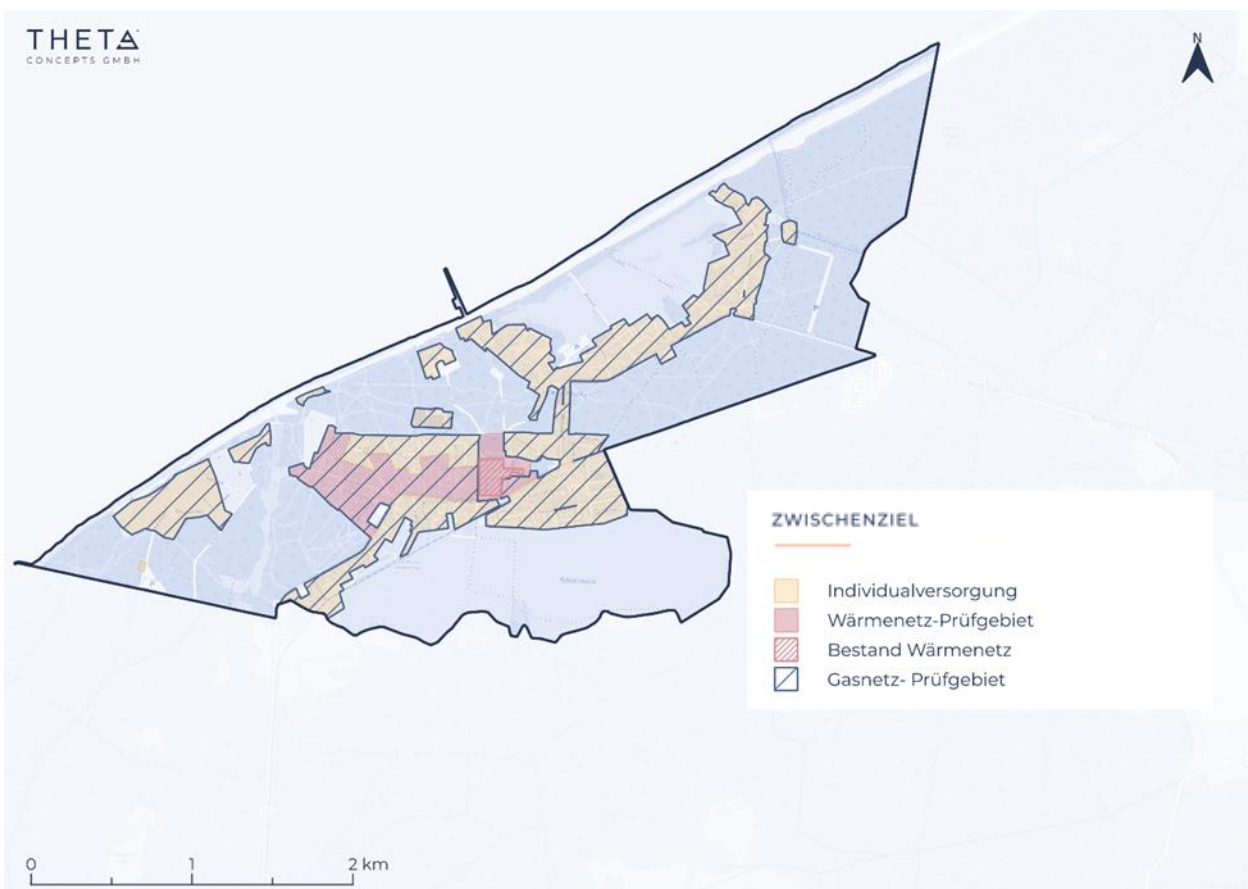 THETA
CONCEPTS GMBH
N
ZWISCHENZIEL
Individualversorgung
Wärmenetz-Prüfgebiet
Bestand Wärmenetz
Gasnetz- Prüfgebiet
0 1 2 km